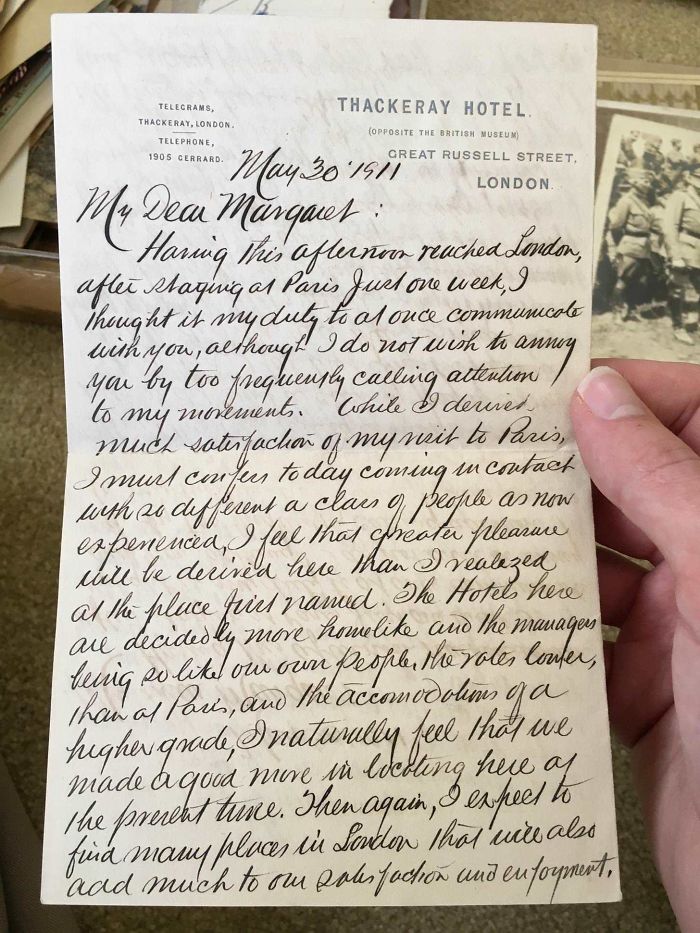 TELEGRAMS,
THACKERAY, LONDON.
TELEPHONE,
1905 GERRARD.
THACKERAY HOTEL.
(OPPOSITE THE BRITISH MUSEUM)
GREAT RUSSELL STREET,
LONDON.
May 30 1911
My Dear Margaret :
Having this afternoon reached London,
after staying at Paris Just one week, I
thought it my duty to at once communicate
with you, although I do not wish to annoy
you by too frequently calling attention
to my movements. While I derived
much satisfaction of my visit to Paris,
I must confess today coming in contact
with so different a class of people as now
experienced, I feel that greater pleasure
will be derived here than I realized
at the place first named. The Hotels here
are decidedly more homelike and the managers
being so like our own people, the rates lower,
than at Paris, and the accomodations of a
higher grade, I naturally feel that we
made a good move in locating here at
the present time. Then again, I expect to
find many places in London that will also
add much to our satisfaction and enjoyment.